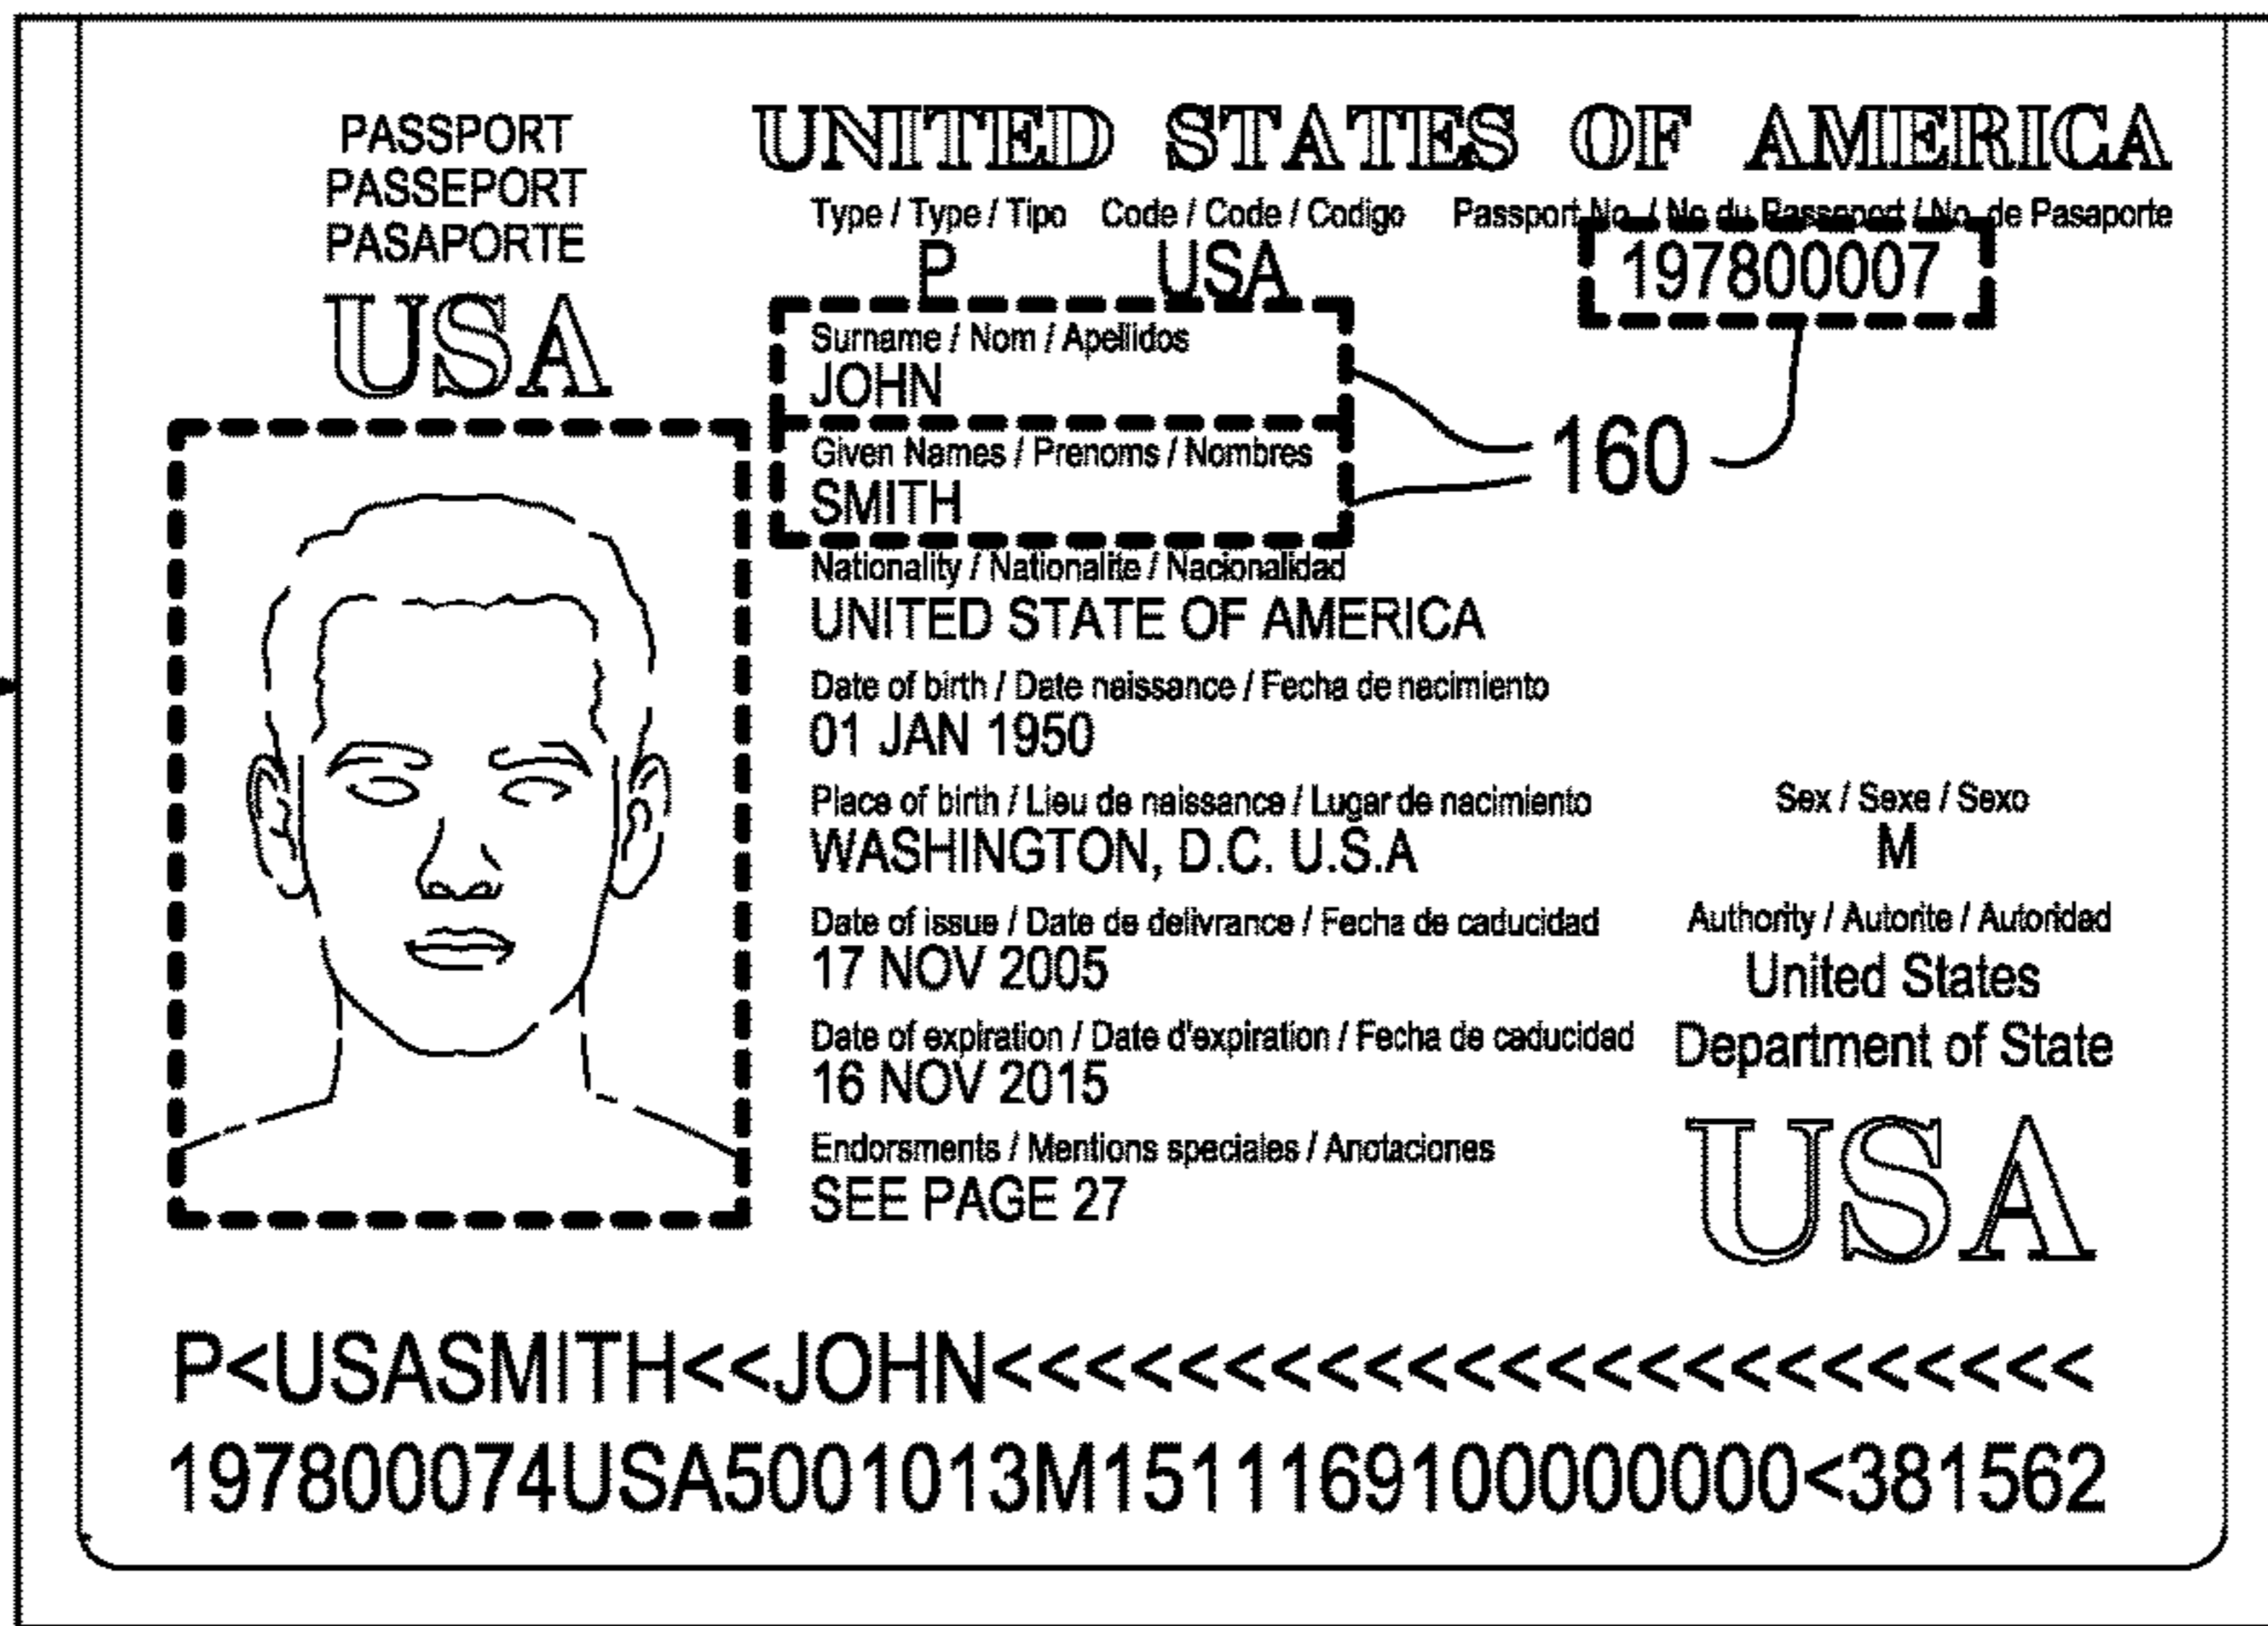 PASSPORT
PASSEPORT
PASAPORTE
USA
UNITED STATES OF AMERICA
Type / Type / Tipo Code / Code / Codigo Passport No. / No du Passeport / No. de Pasaporte
P USA 197800007
Surname / Nom / Apellidos
JOHN
Given Names / Prenoms / Nombres
SMITH
160
Nationality / Nationalite / Nacionalidad
UNITED STATE OF AMERICA
Date of birth / Date naissance / Fecha de nacimiento
01 JAN 1950
Place of birth / Lieu de naissance / Lugar de nacimiento
WASHINGTON, D.C. U.S.A
Sex / Sexe / Sexo
M
Date of issue / Date de delivrance / Fecha de caducidad
17 NOV 2005
Authority / Autorite / Autoridad
United States
Department of State
Date of expiration / Date d'expiration / Fecha de caducidad
16 NOV 2015
Endorsments / Mentions speciales / Anotaciones
SEE PAGE 27
USA
P<USASMITH<<JOHN<<<<<<<<<<<<<<<<<<<<<<<<
197800074USA5001013M1511169100000000<381562